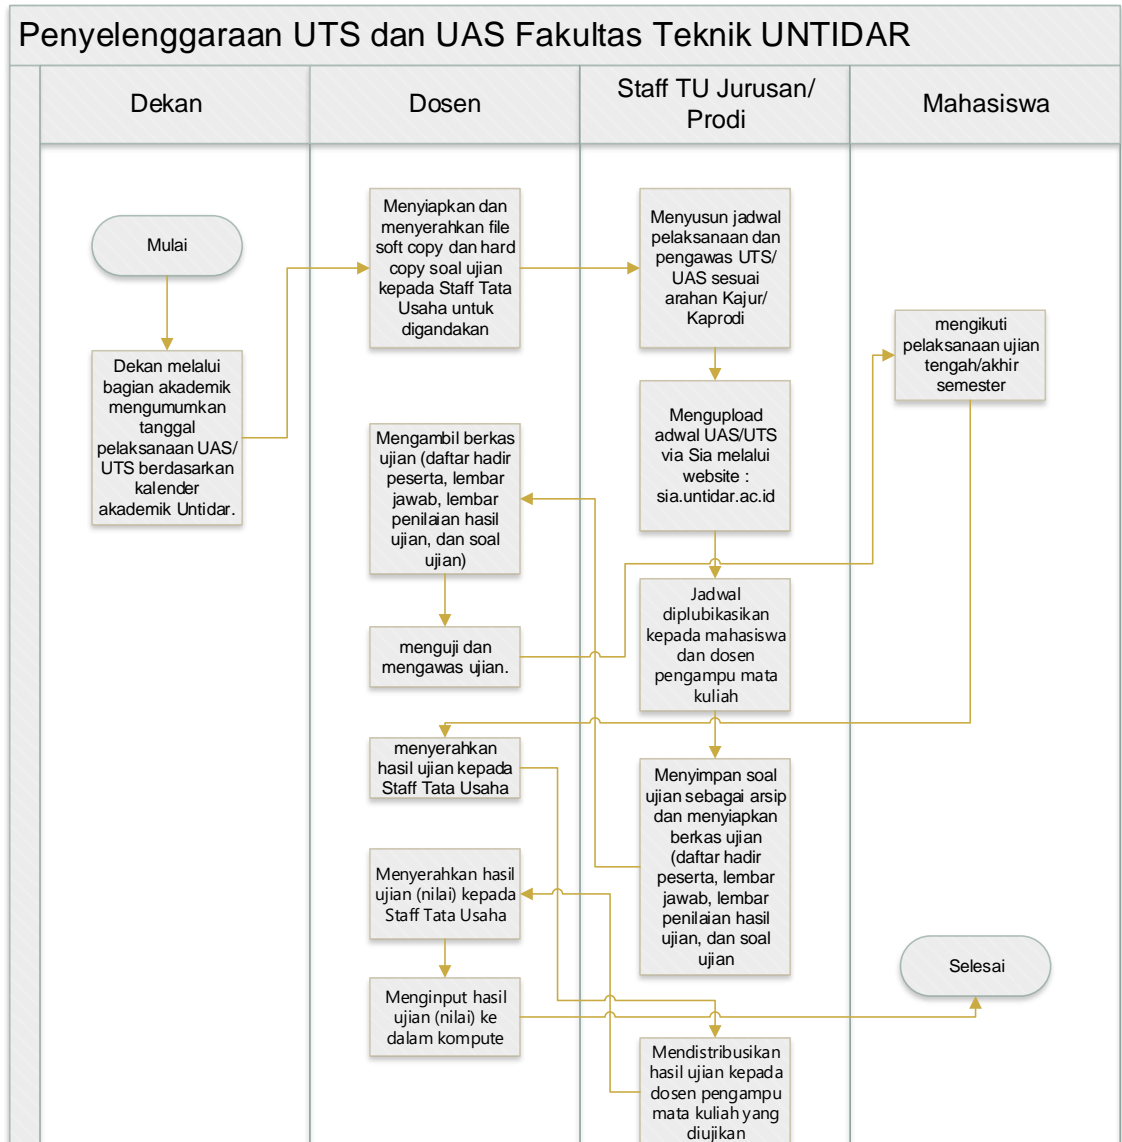 Penyelenggaraan UTS dan UAS Fakultas Teknik UNTIDAR
Dekan
Dosen
Staff TU Jurusan/
Prodi
Mahasiswa
Mulai
Dekan melalui
bagian akademik
mengumumkan
tanggal
pelaksanaan UAS/
UTS berdasarkan
kalender
akademik Untidar.
Menyiapkan dan
menyerahkan file
soft copy dan hard
copy soal ujian
kepada Staff Tata
Usaha untuk
digandakan
Menyusun jadwal
pelaksanaan dan
pengawas UTS/
UAS sesuai
arahan Kajur/
Kaprodi
Mengupload
adwal UAS/UTS
via Sia melalui
website :
sia.untidar.ac.id
Jadwal
diplubikasikan
kepada mahasiswa
dan dosen
pengampu mata
kuliah
Menyimpan soal
ujian sebagai arsip
dan menyiapkan
berkas ujian
(daftar hadir
peserta, lembar
jawab, lembar
penilaian hasil
ujian, dan soal
ujian
Mengambil berkas
ujian (daftar hadir
peserta, lembar
jawab, lembar
penilaian hasil
ujian, dan soal
ujian)
menguji dan
mengawas ujian.
mengikuti
pelaksanaan ujian
tengah/akhir
semester
menyerahkan
hasil ujian kepada
Staff Tata Usaha
Mendistribusikan
hasil ujian kepada
dosen pengampu
mata kuliah yang
diujikan
Menyerahkan hasil
ujian (nilai) kepada
Staff Tata Usaha
Menginput hasil
ujian (nilai) ke
dalam kompute
Selesai